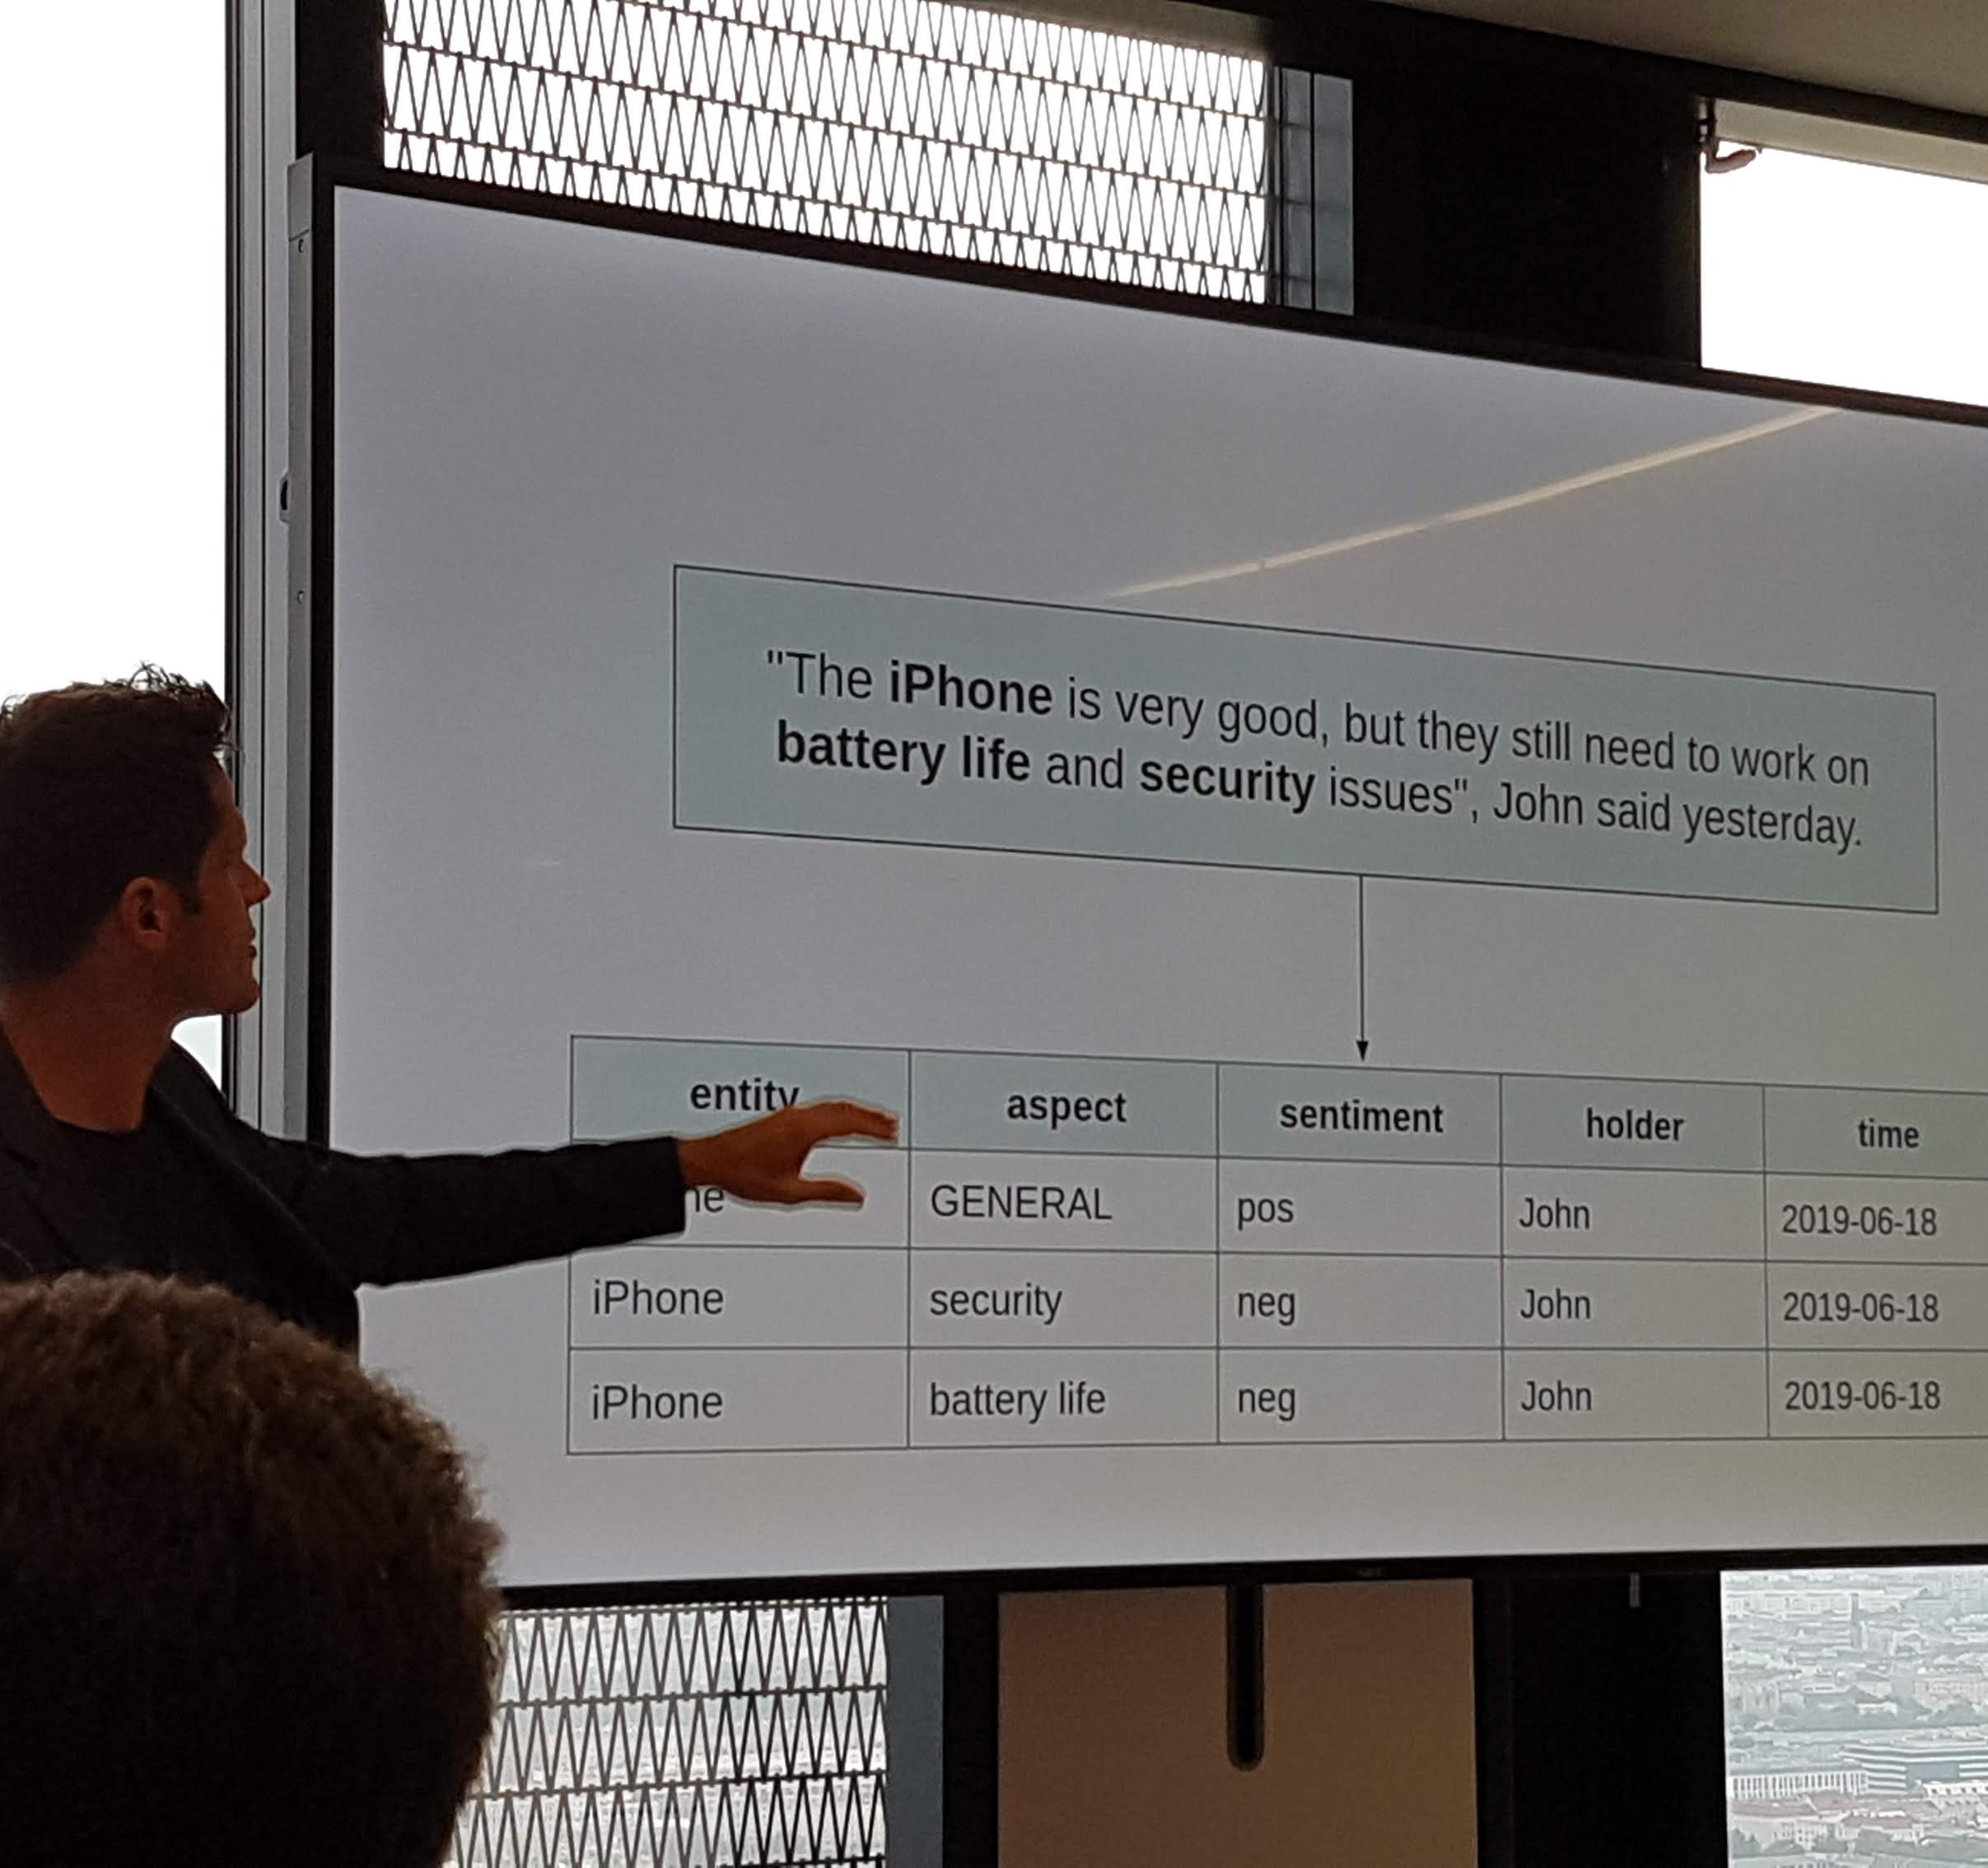 "The iPhone is very good, but they still need to work on
battery life and security issues", John said yesterday.
entity aspect sentiment holder time
ne GENERAL pos John 2019-06-18
iPhone security neg John 2019-06-18
iPhone battery life neg John 2019-06-18